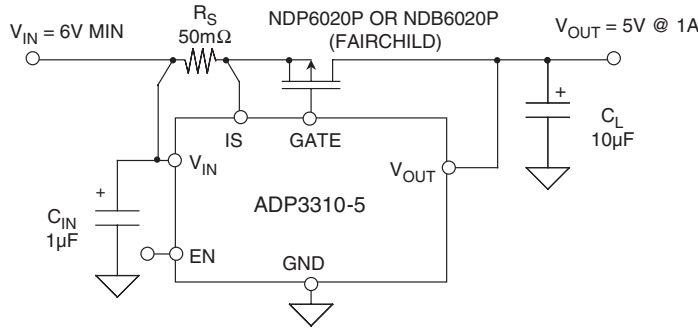 R_S
50mΩ
NDP6020P OR NDB6020P
(FAIRCHILD)
V_IN = 6V MIN
V_OUT = 5V @ 1A
+
C_L
10µF
IS
GATE
V_IN
V_OUT
ADP3310-5
+
C_IN
1µF
EN
GND